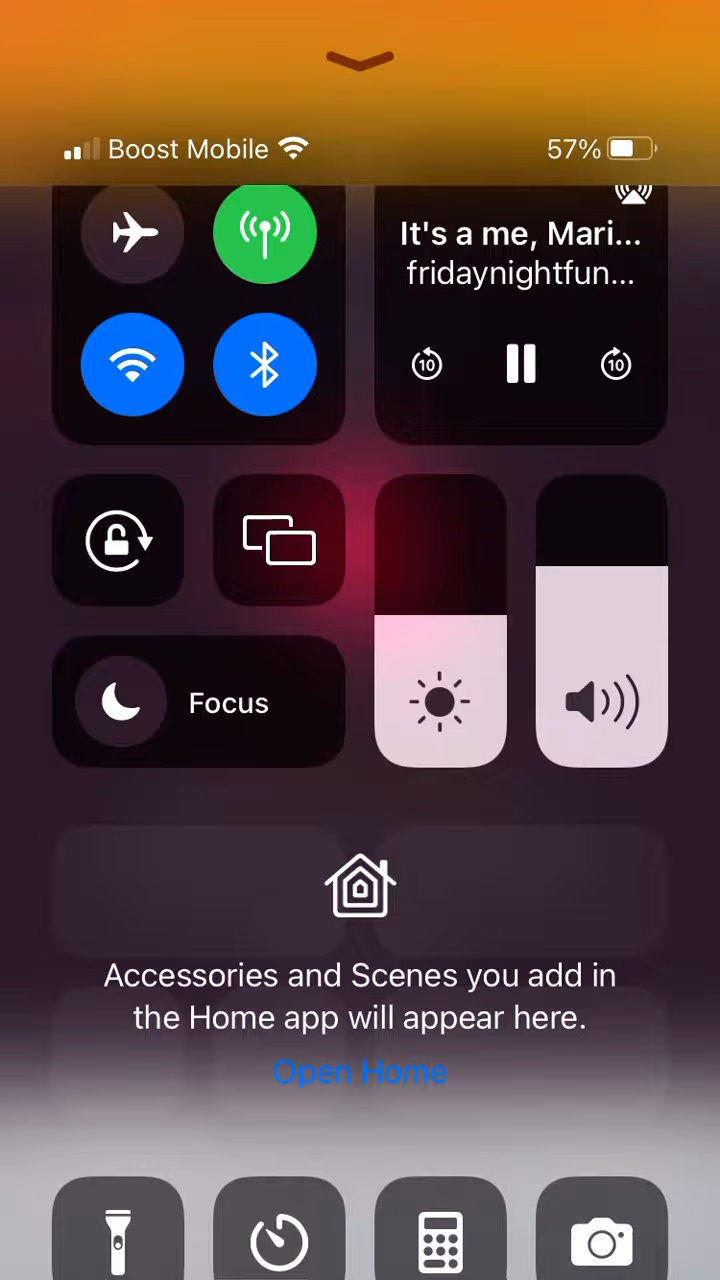 Boost Mobile
57%
It's a me, Mari...
fridaynightfun...
10
10
Focus
Accessories and Scenes you add in
the Home app will appear here.
Open Home